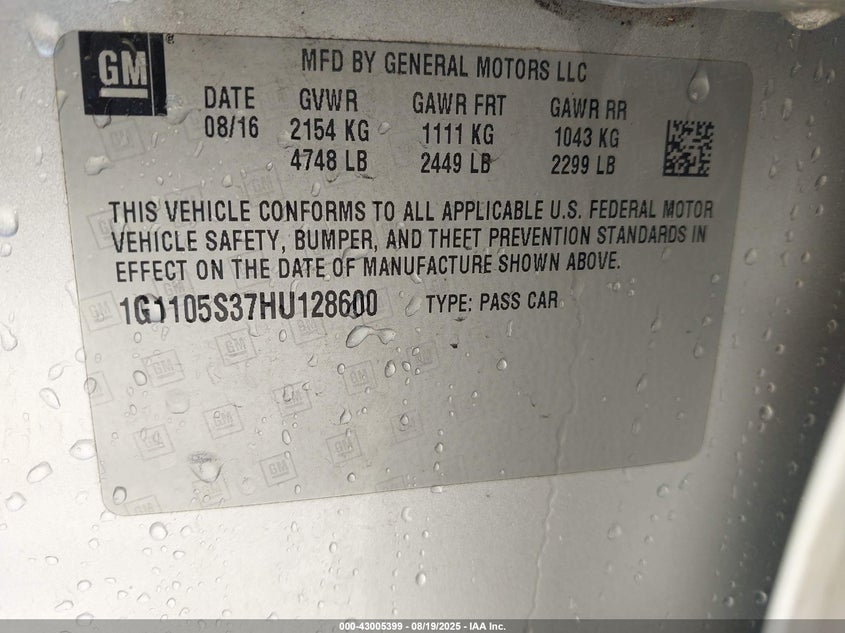 GM
MFD BY GENERAL MOTORS LLC
DATE GVWR GAWR FRT GAWR RR
08/16 2154 KG 1111 KG 1043 KG
4748 LB 2449 LB 2299 LB
THIS VEHICLE CONFORMS TO ALL APPLICABLE U.S. FEDERAL MOTOR
VEHICLE SAFETY, BUMPER, AND THEFT PREVENTION STANDARDS IN
EFFECT ON THE DATE OF MANUFACTURE SHOWN ABOVE.
1G1105S37HU128600 TYPE: PASS CAR
000-43005399 - 08/19/2025 - IAA Inc.